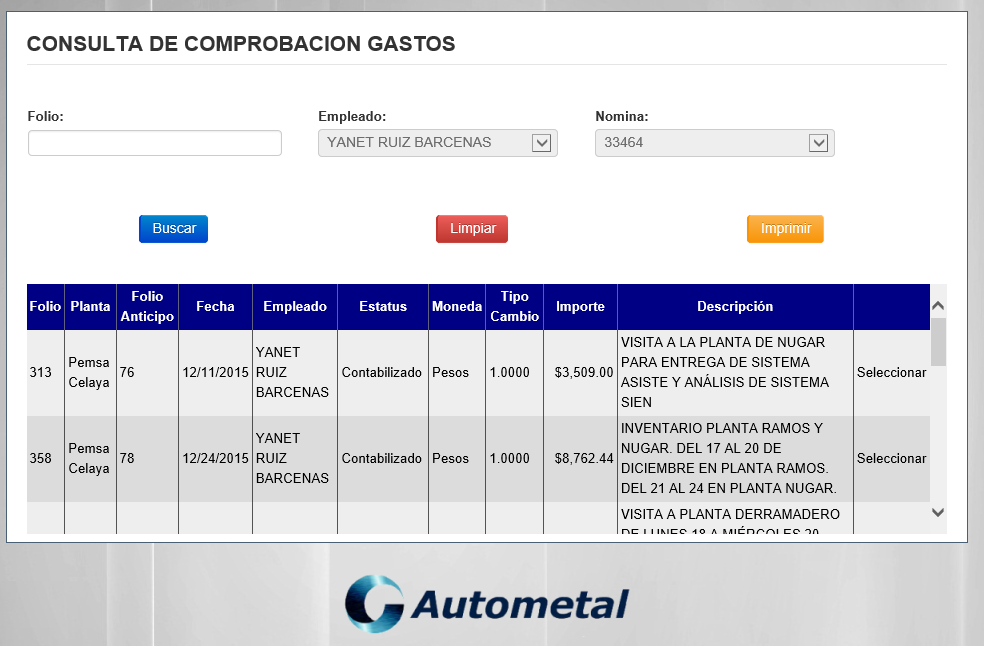 CONSULTA DE COMPROBACION GASTOS
Folio: Empleado: Nomina:
YANET RUIZ BARCENAS 33464
Buscar Limpiar Imprimir
Folio Planta Folio Anticipo Fecha Empleado Estatus Moneda Tipo Cambio Importe Descripción
313 Pemsa Celaya 76 12/11/2015 YANET RUIZ BARCENAS Contabilizado Pesos 1.0000 $3,509.00 VISITA A LA PLANTA DE NUGAR
PARA ENTREGA DE SISTEMA
ASISTE Y ANÁLISIS DE SISTEMA
SIEN
Seleccionar
358 Pemsa Celaya 78 12/24/2015 YANET RUIZ BARCENAS Contabilizado Pesos 1.0000 $8,762.44 INVENTARIO PLANTA RAMOS Y
NUGAR. DEL 17 AL 20 DE
DICIEMBRE EN PLANTA RAMOS.
DEL 21 AL 24 EN PLANTA NUGAR.
Seleccionar
VISITA A PLANTA DERRAMADERO
DE LUNES 18 A MIÉRCOLES 20
Autometal